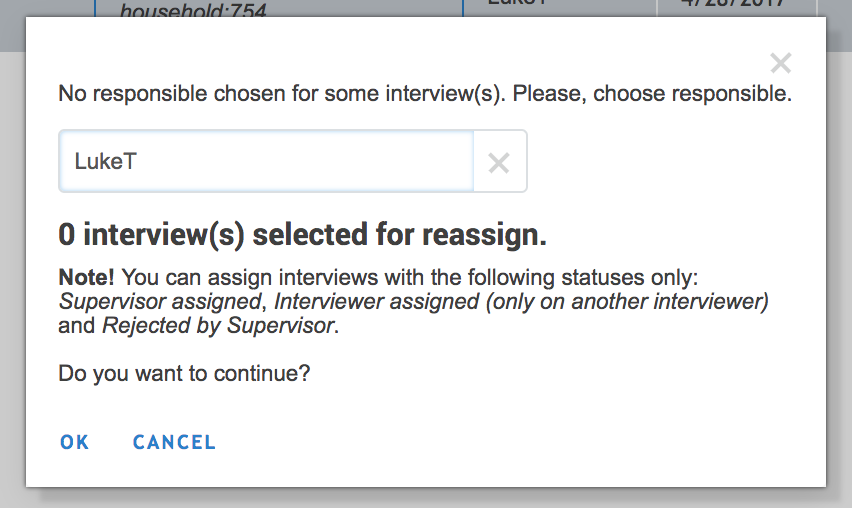 household:754
LukeT
4/28/2017
No responsible chosen for some interview(s). Please, choose responsible.
LukeT
0 interview(s) selected for reassign.
Note! You can assign interviews with the following statuses only:
Supervisor assigned, Interviewer assigned (only on another interviewer)
and Rejected by Supervisor.
Do you want to continue?
OK CANCEL